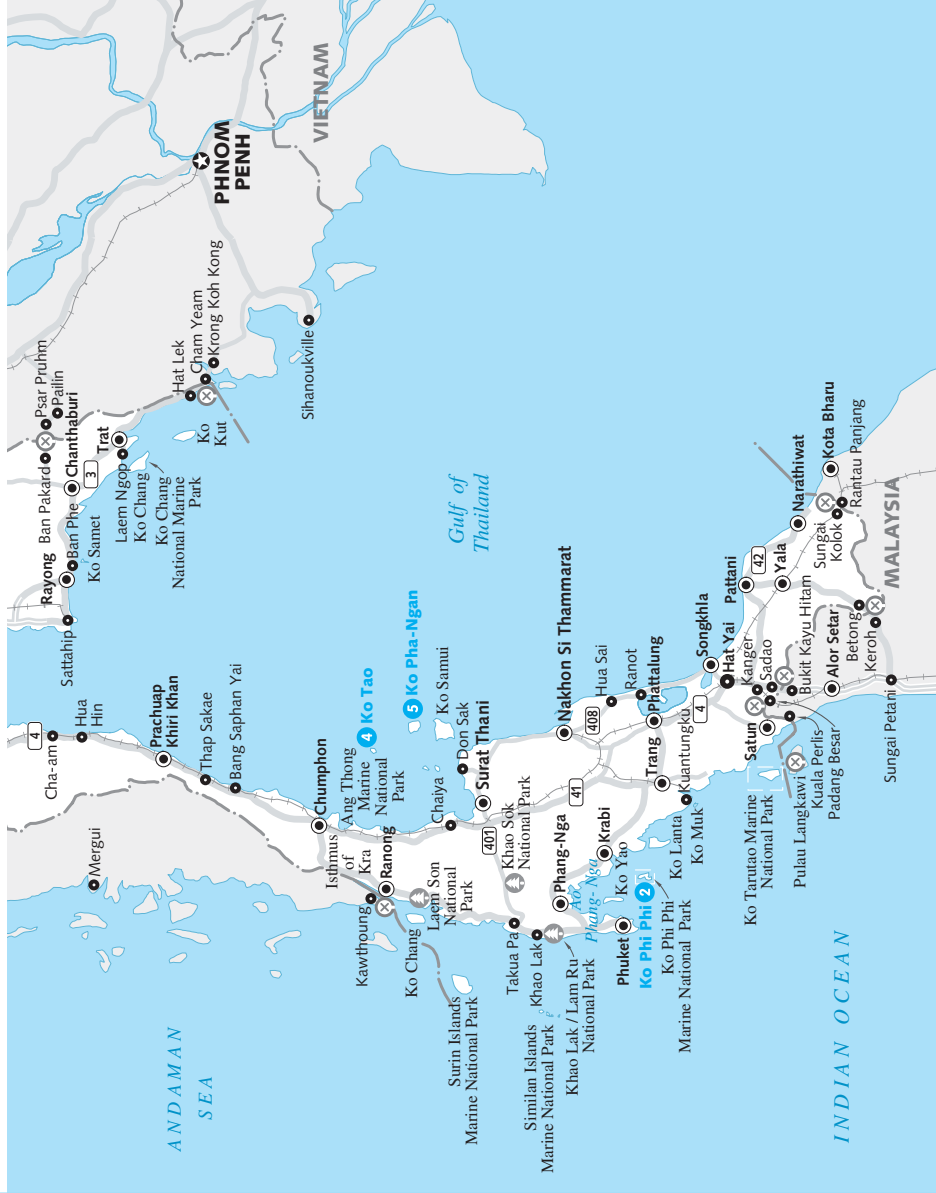 4
Cha-am
Hua
Hin
Prachuap
Khiri Khan
Thap Sakae
Bang Saphan Yai
Mergui
Sattahip
Rayong
Ban Phe
Ko Samet
Ban Pakard
Psar Pruhm
Pailin
Chanthaburi
3
Trat
Laem Ngop
Ko Chang
Ko Chang
National Marine
Park
Hat Lek
Cham Yeam
Krong Koh Kong
Ko
Kut
PHNOM
PENH
VIETNAM
Sihanoukville
ANDAMAN
SEA
Chumphon
Isthmus
of
Kra
Ang Thong
Marine
National
Park
4 Ko Tao
5 Ko Pha-Ngan
Ko Samui
Gulf of
Thailand
Kawthoung
Ranong
Ko Chang
Laem Son
National
Park
Chaiya
Don Sak
Surat Thani
Surin Islands
Marine National Park
401
Khao Sok
National Park
Takua Pa
Khao Lak
Similan Islands
Marine National Park
Khao Lak / Lam Ru
National Park
Phang-Nga
Ao
Phang-Nga
41
Nakhon Si Thammarat
408
Hua Sai
Ranot
Krabi
Ko Yao
Phuket
Ko Phi Phi 2
Ko Phi Phi
Marine National Park
Phattalung
Trang
Kuantungku
Ko Lanta
Ko Muk
4
Songkhla
Hat Yai
Pattani
42
Yala
Narathiwat
Sungai
Kolok
Kota Bharu
Rantau Panjang
Kanger
Sadao
Satun
Ko Tarutao Marine
National Park
Bukit Kayu Hitam
Pulau Langkawi
Kuala Perlis
Padang Besar
Alor Setar
Betong
Keroh
MALAYSIA
Sungai Petani
INDIAN OCEAN